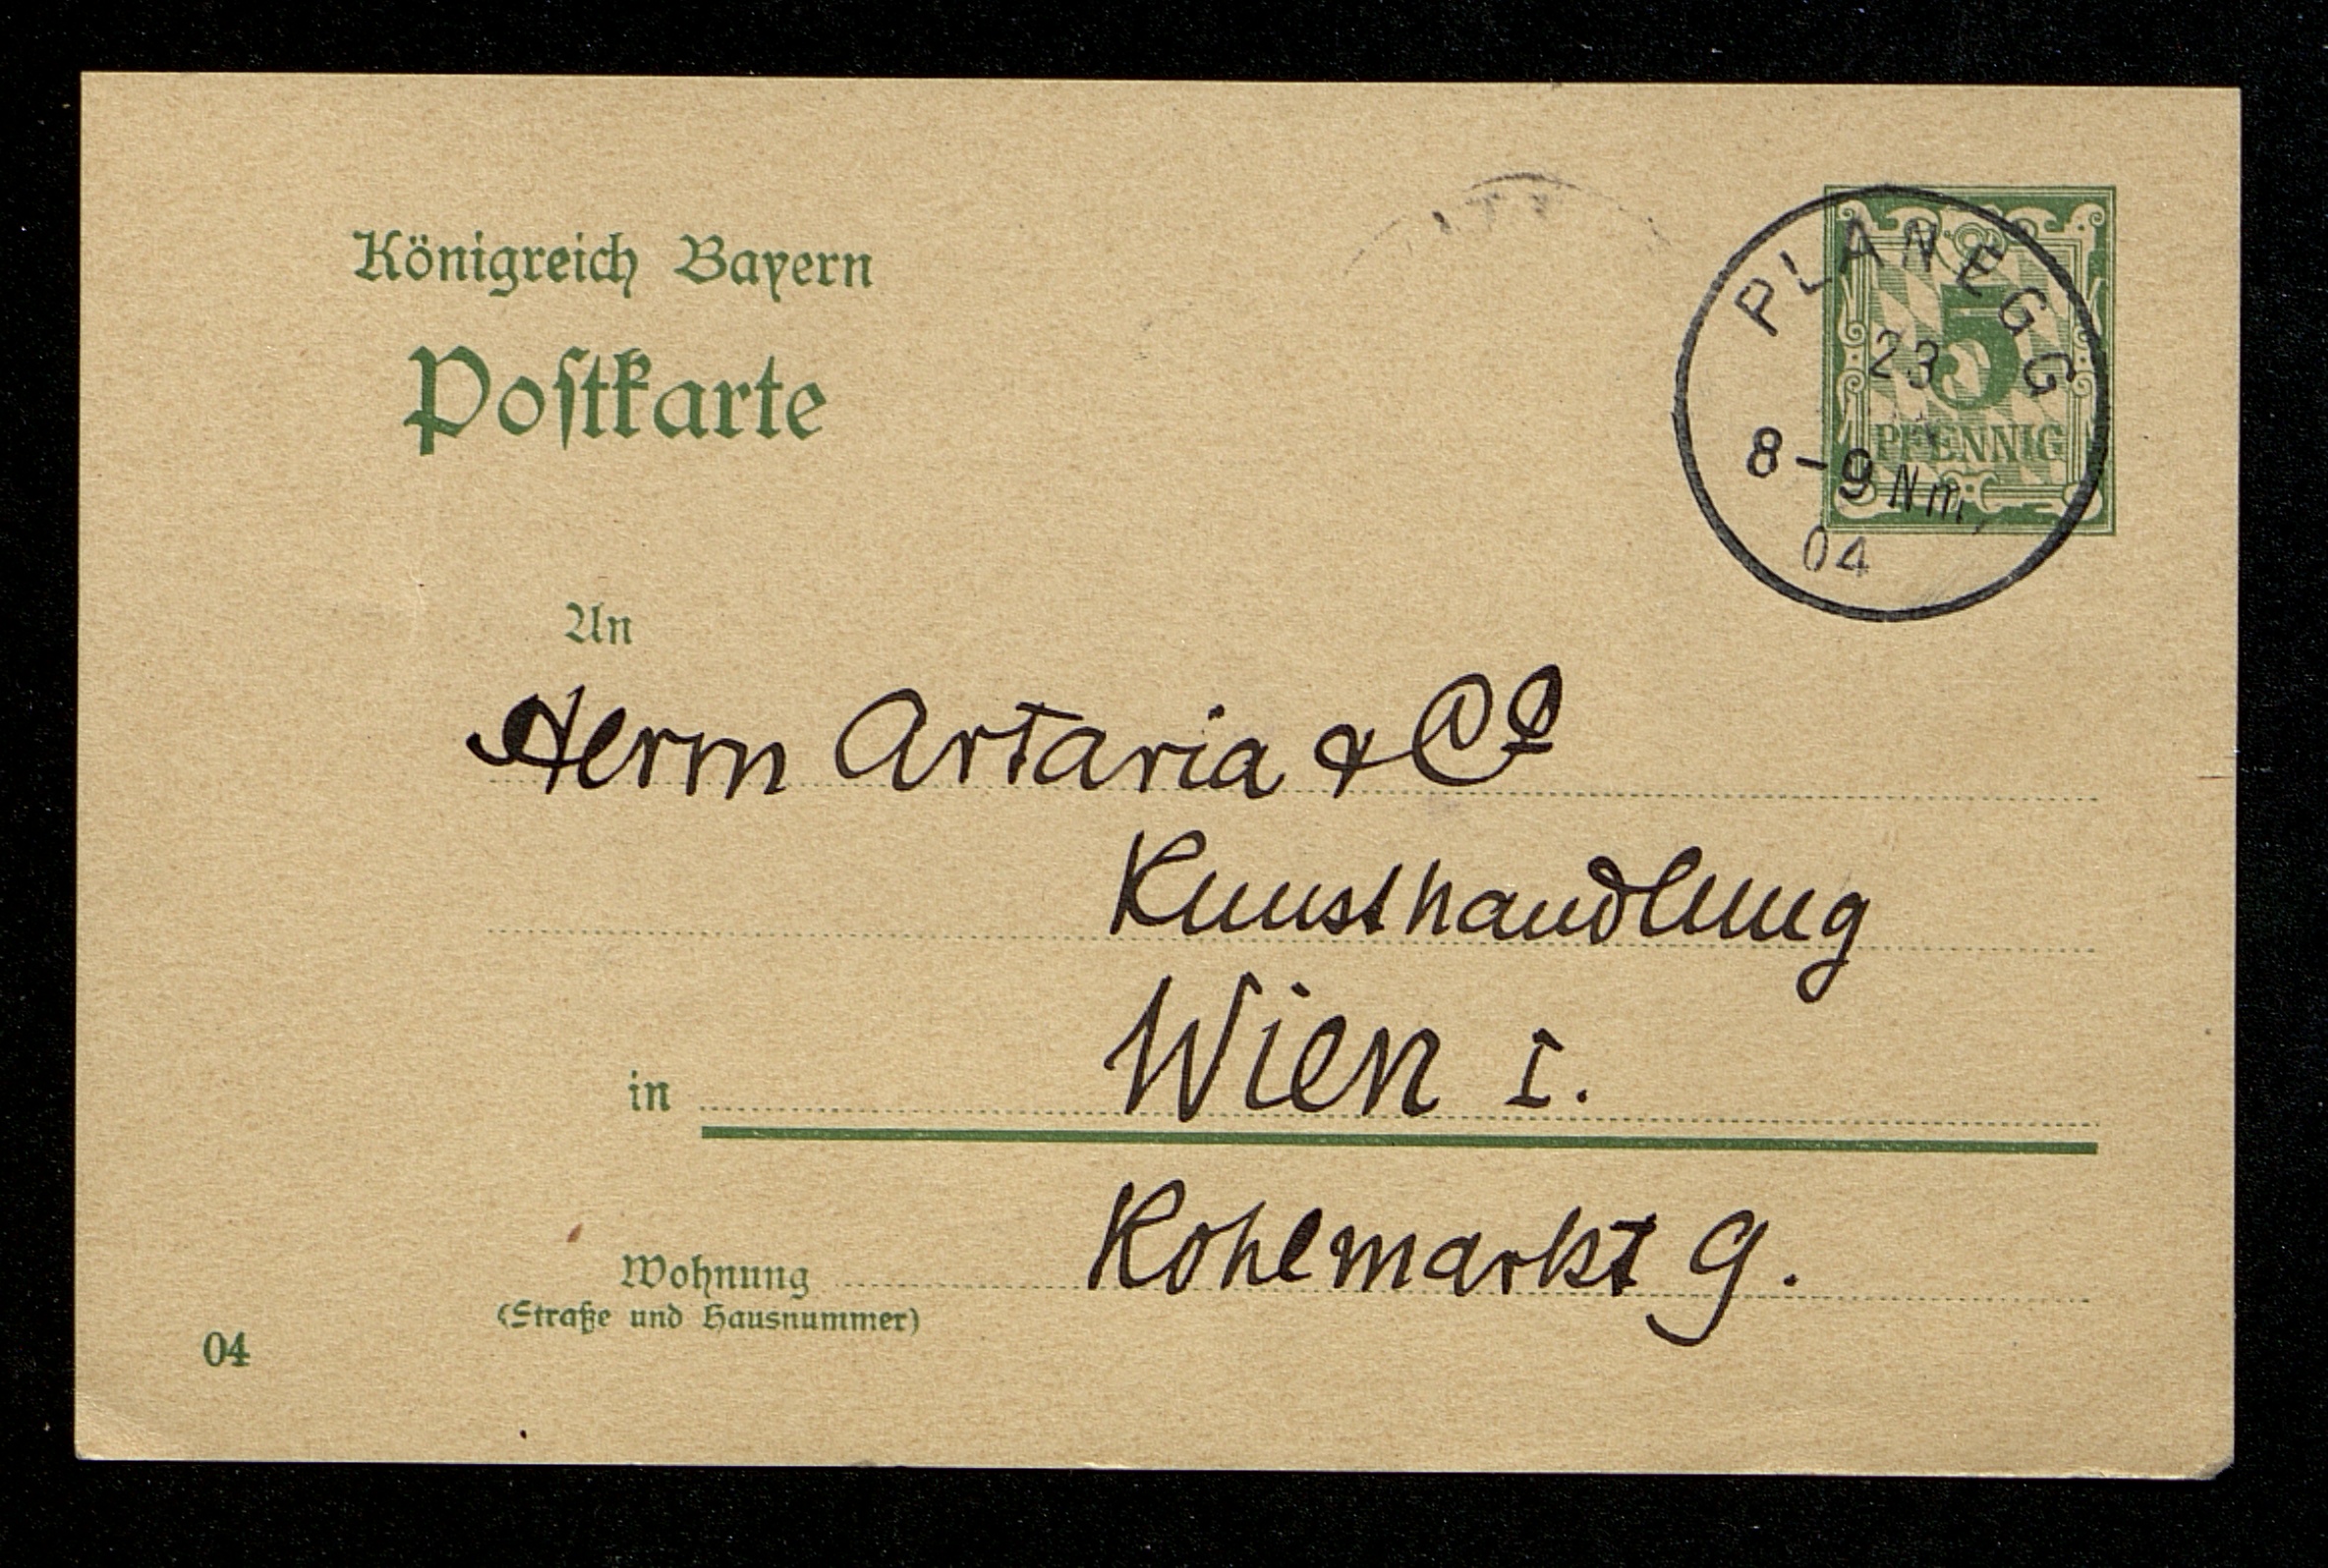 Königreich Bayern
Postkarte
PLANEGG
23
8-9 Nm.
04
5
PFENNIG
An
Herrn Artaria & Co
Kunsthandlung
in Wien I.
Wohnung Kohlmarkt 9.
(Straße und Hausnummer)
04